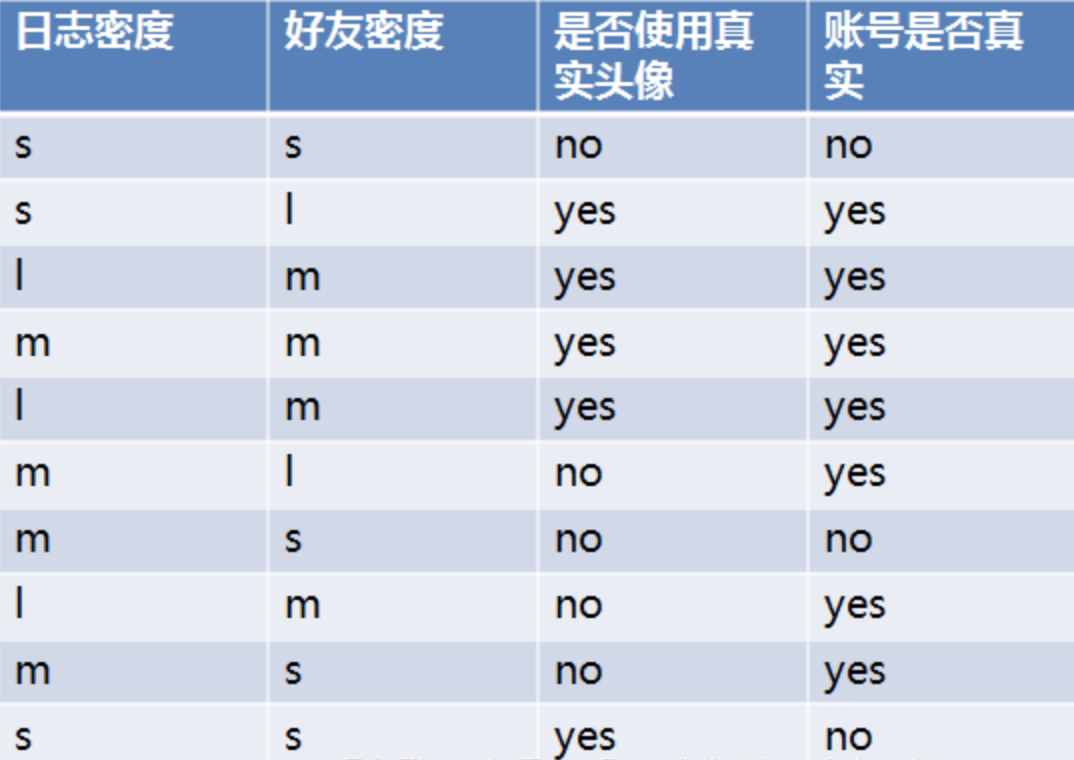 日志密度 好友密度 是否使用真实头像 账号是否真实
s s no no
s l yes yes
l m yes yes
m m yes yes
l m yes yes
m l no yes
m s no no
l m no yes
m s no yes
s s yes no